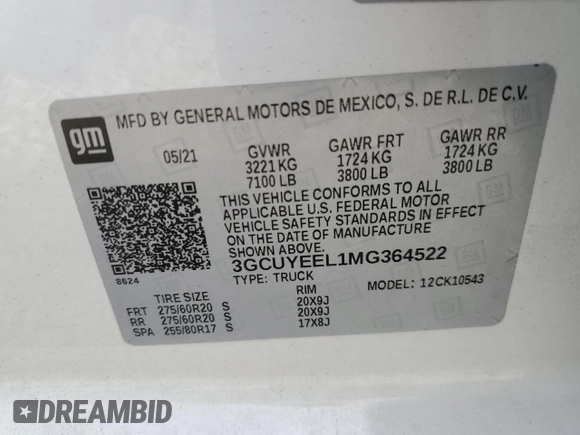 gm MFD BY GENERAL MOTORS DE MEXICO, S. DE R.L. DE C.V.
05/21 GVWR GAWR FRT GAWR RR
3221 KG 1724 KG 1724 KG
7100 LB 3800 LB 3800 LB
THIS VEHICLE CONFORMS TO ALL
APPLICABLE U.S. FEDERAL MOTOR
VEHICLE SAFETY STANDARDS IN EFFECT
ON THE DATE OF MANUFACTURE
SHOWN ABOVE.
8624 3GCUYEEL1MG364522
TYPE: TRUCK MODEL: 12CK10543
TIRE SIZE RIM
FRT 275/60R20 S 20X9J
RR 275/60R20 S 20X9J
SPA 255/80R17 S 17X8J
DREAMBID